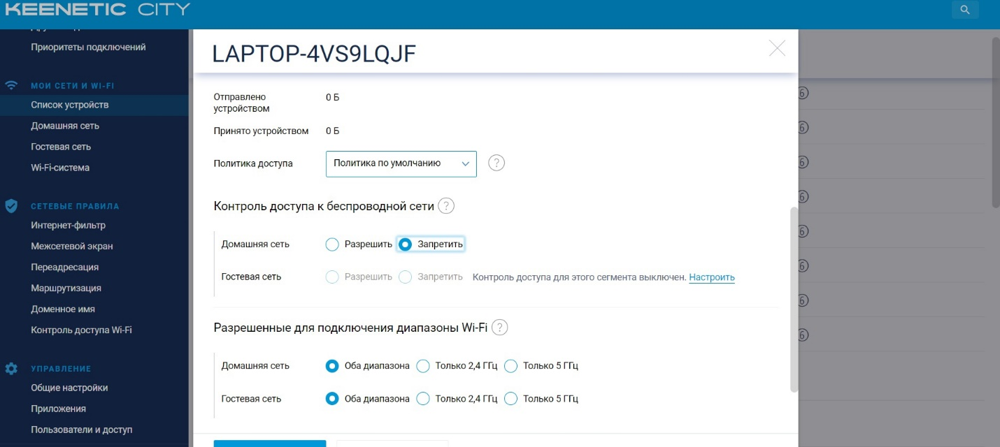 KEENETIC CITY
Приоритеты подключений
МОИ СЕТИ И WI-FI
Список устройств
Домашняя сеть
Гостевая сеть
Wi-Fi-система
СЕТЕВЫЕ ПРАВИЛА
Интернет-фильтр
Межсетевой экран
Переадресация
Маршрутизация
Доменное имя
Контроль доступа Wi-Fi
УПРАВЛЕНИЕ
Общие настройки
Приложения
Пользователи и доступ
LAPTOP-4VS9LQJF
Отправлено
устройством
0 Б
Принято устройством 0 Б
Политика доступа Политика по умолчанию ?
Контроль доступа к беспроводной сети ?
Домашняя сеть Разрешить Запретить
Гостевая сеть Разрешить Запретить Контроль доступа для этого сегмента выключен. Настроить
Разрешенные для подключения диапазоны Wi-Fi ?
Домашняя сеть Оба диапазона Только 2,4 ГГц Только 5 ГГц
Гостевая сеть Оба диапазона Только 2,4 ГГц Только 5 ГГц